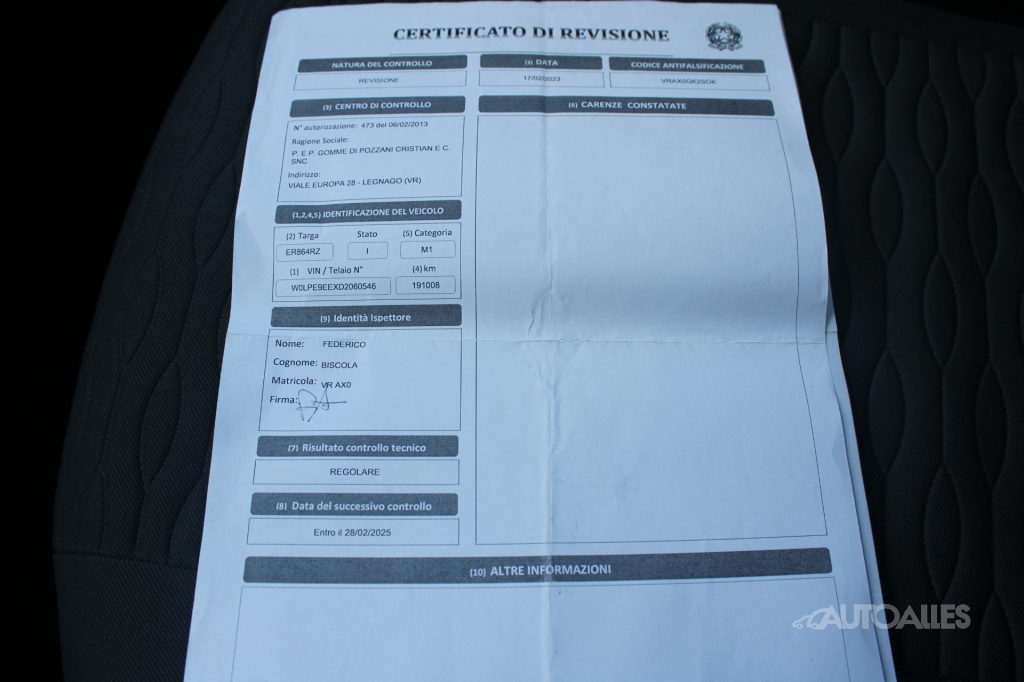 CERTIFICATO DI REVISIONE
NATURA DEL CONTROLLO
REVISIONE
(3) DATA
17/02/2023
CODICE ANTIFALSIFICAZIONE
VRAX0GK2SOK
(3) CENTRO DI CONTROLLO
N° autorizzazione: 473 del 06/02/2013
Ragione Sociale:
P. E P. GOMME DI POZZANI CRISTIAN E C.
SNC
Indirizzo:
VIALE EUROPA 28 - LEGNAGO (VR)
(6) CARENZE CONSTATATE
(1,2,4,5) IDENTIFICAZIONE DEL VEICOLO
(2) Targa Stato (5) Categoria
ER864RZ I M1
(1) VIN / Telaio N° (4) km
W0LPE9EEXD2060546 191008
(9) Identità Ispettore
Nome: FEDERICO
Cognome: BISCOLA
Matricola: VR AX0
Firma:
(7) Risultato controllo tecnico
REGOLARE
(8) Data del successivo controllo
Entro il 28/02/2025
(10) ALTRE INFORMAZIONI
AUTOALLES